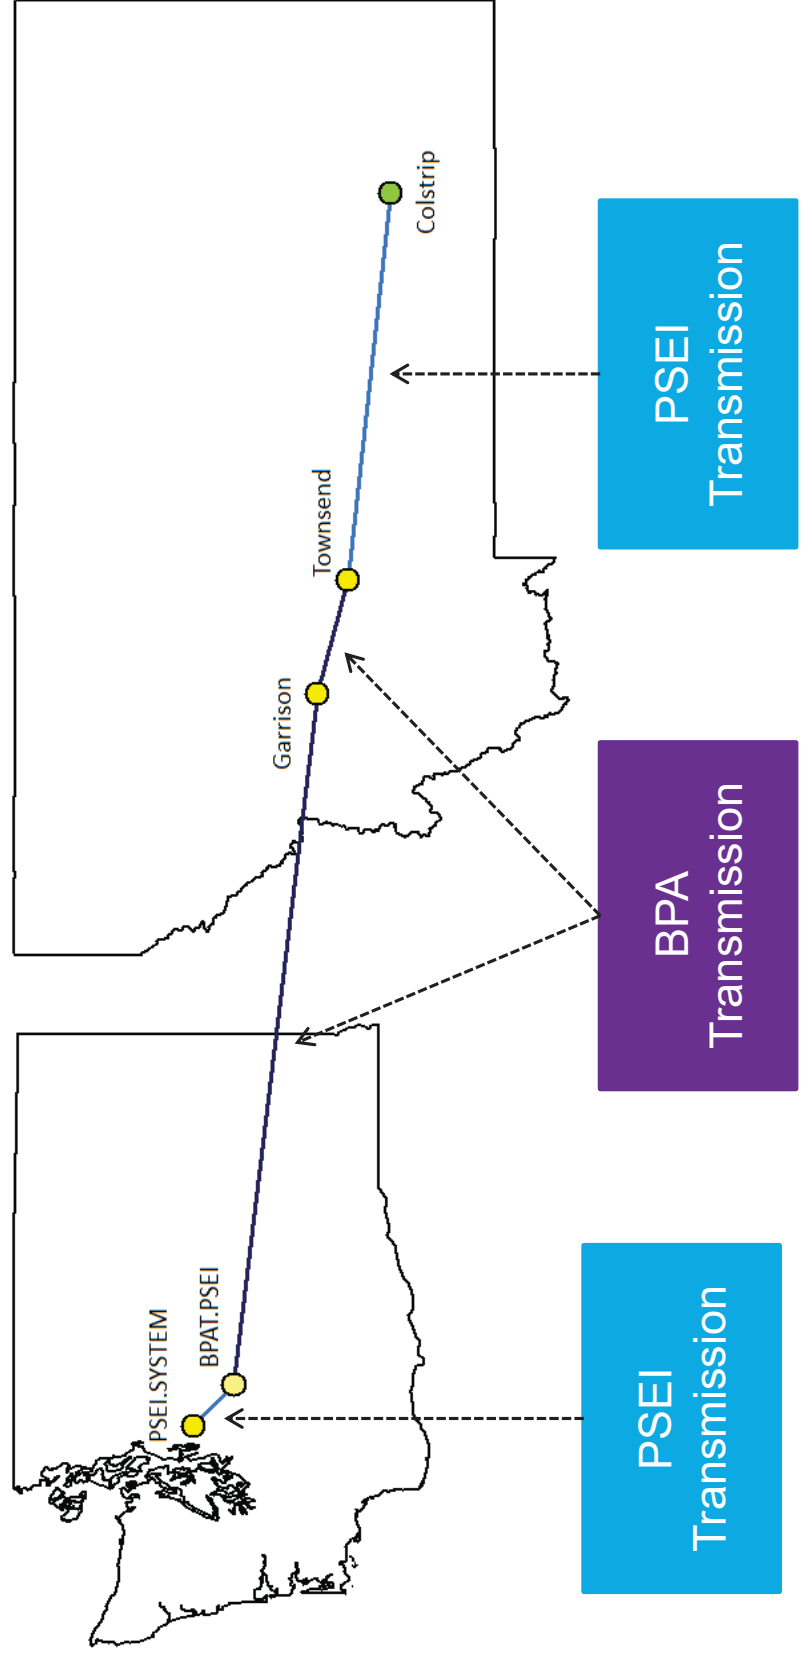 PSEI.SYSTEM
BPAT.PSEI
Garrison
Townsend
Colstrip
PSEI
Transmission
BPA
Transmission
PSEI
Transmission